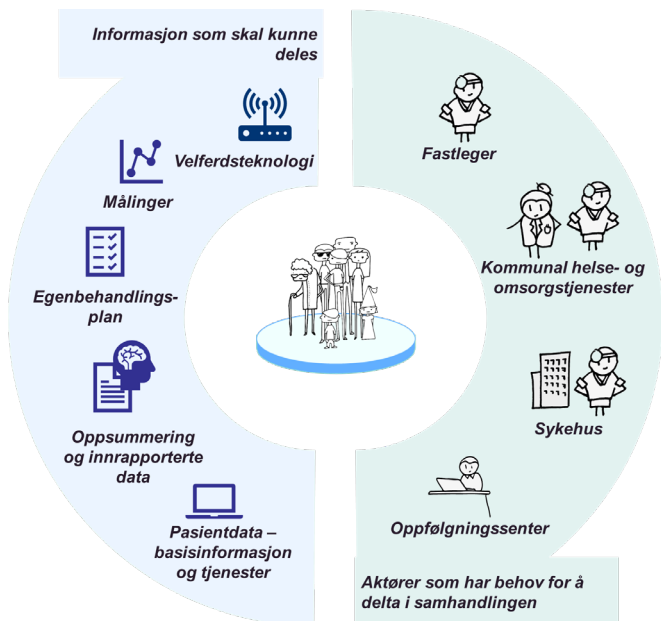 Informasjon som skal kunne
deles
Velferdsteknologi
Målinger
Egenbehandlings-
plan
Oppsummering
og innrapporterte
data
Pasientdata –
basisinformasjon
og tjenester
Fastleger
Kommunal helse- og
omsorgstjenester
Sykehus
Oppfølgningssenter
Aktører som har behov for å
delta i samhandlingen